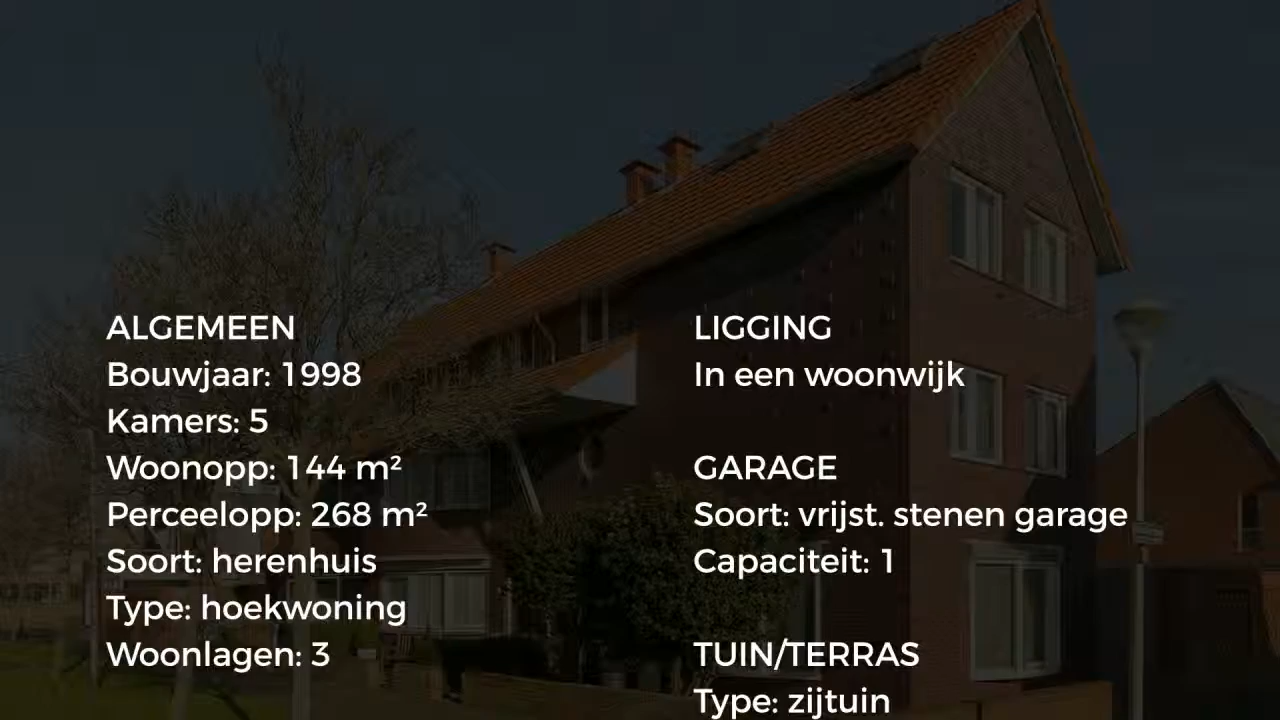 ALGEMEEN
Bouwjaar: 1998
Kamers: 5
Woonopp: 144 m²
Perceelopp: 268 m²
Soort: herenhuis
Type: hoekwoning
Woonlagen: 3
LIGGING
In een woonwijk
GARAGE
Soort: vrijst. stenen garage
Capaciteit: 1
TUIN/TERRAS
Type: zijtuin